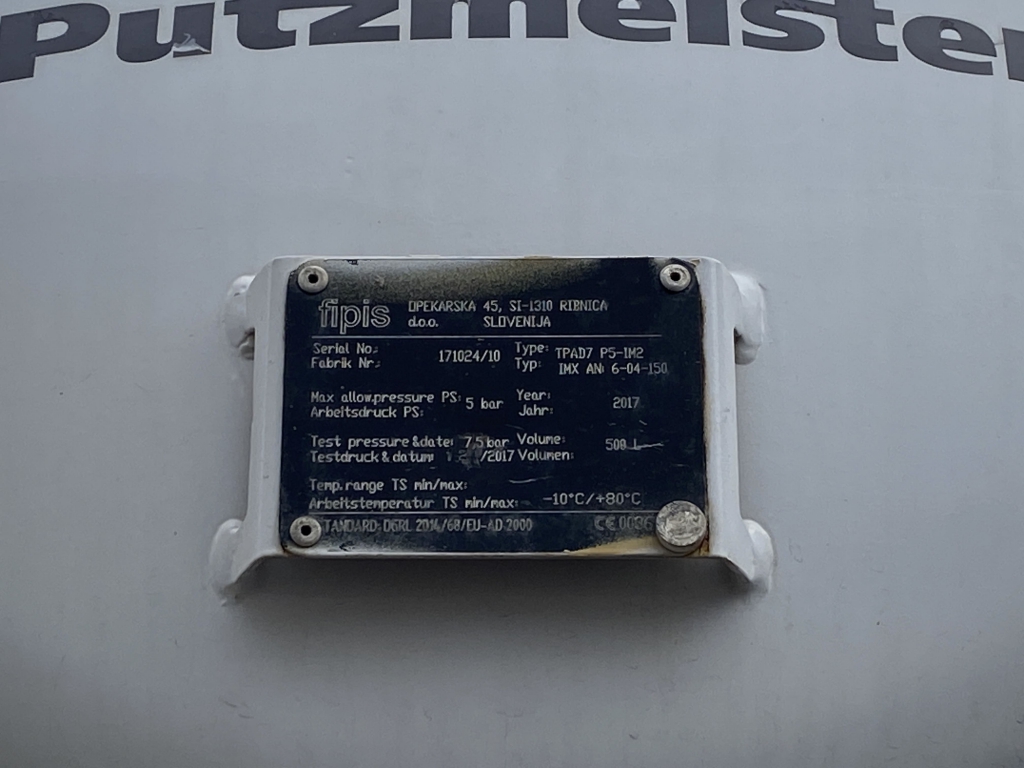 Putzmeister
fipis d.o.o.
OPEKARSKA 45, SI-1310 RIBNICA
SLOVENIJA
Serial No.: 171024/10 Type: TPAD7 P5-IM2
Fabrik Nr.: Typ: IMX AN: 6-04-150
Max allow.pressure PS: 5 bar Year: 2017
Arbeitsdruck PS: Jahr:
Test pressure &date: 7,5 bar Volume: 500 L
Testdruck & datum: /2017 Volumen:
Temp. range TS min/max:
Arbeitstemperatur TS min/max: -10°C/+80°C
STANDARD: DGRL 2014/68/EU-AD 2000 CE 0036